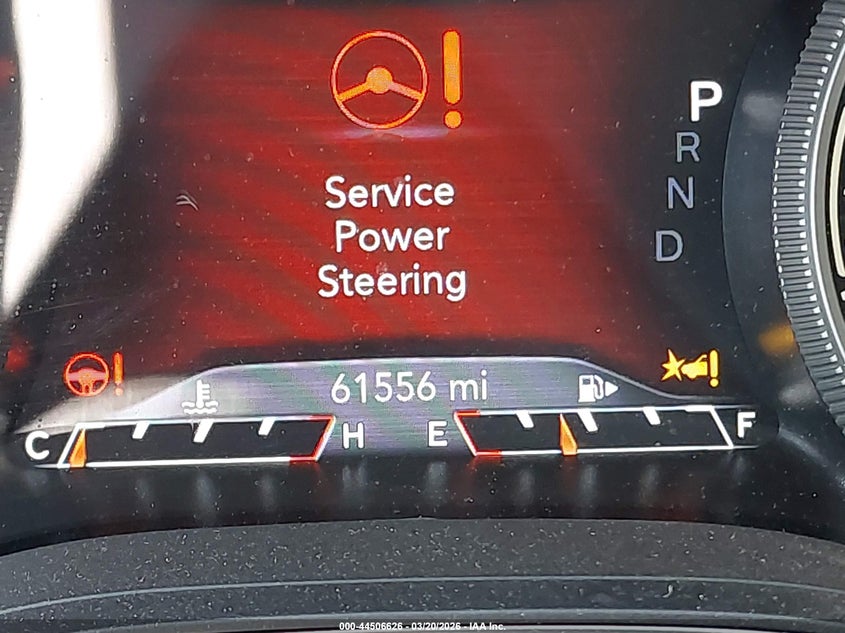 P
R
N
D
Service
Power
Steering
61556 mi
C
H
E
F
000-44506626 - 03/20/2026 - IAA Inc.